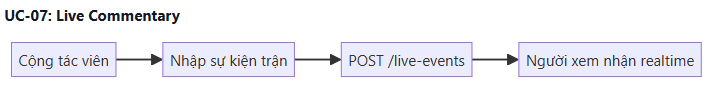 UC-07: Live Commentary
Cộng tác viên
Nhập sự kiện trận
POST /live-events
Người xem nhận realtime